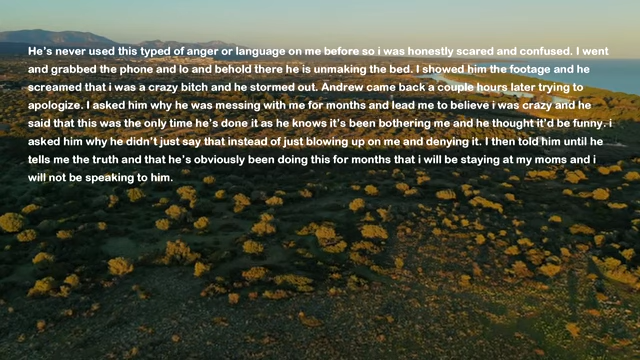 He's never used this typed of anger or language on me before so i was honestly scared and confused. I went
and grabbed the phone and lo and behold there he is unmaking the bed. I showed him the footage and he
screamed that i was a crazy bitch and he stormed out. Andrew came back a couple hours later trying to
apologize. I asked him why he was messing with me for months and lead me to believe i was crazy and he
said that this was the only time he's done it as he knows it's been bothering me and he thought it'd be funny. i
asked him why he didn't just say that instead of just blowing up on me and denying it. I then told him until he
tells me the truth and that he's obviously been doing this for months that i will be staying at my moms and i
will not be speaking to him.